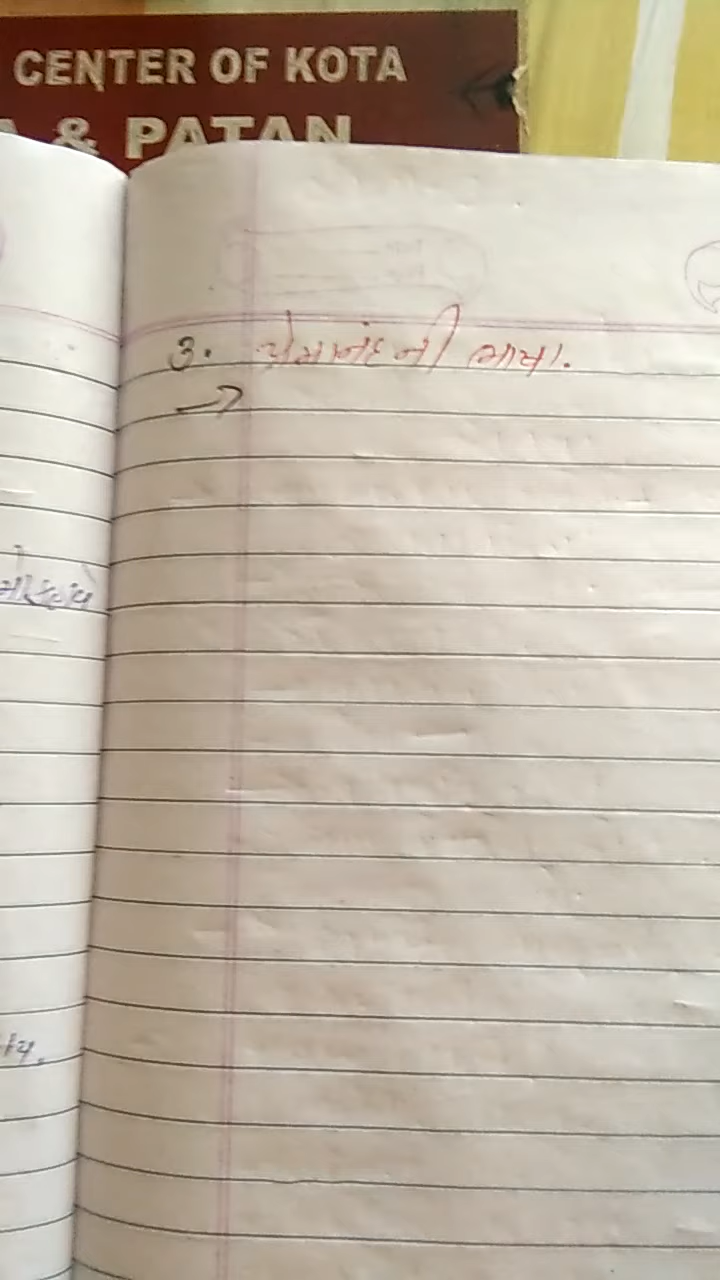 CENTER OF KOTA
& PATAN
3. પ્રેમાનંદ ની ભાષા.
→